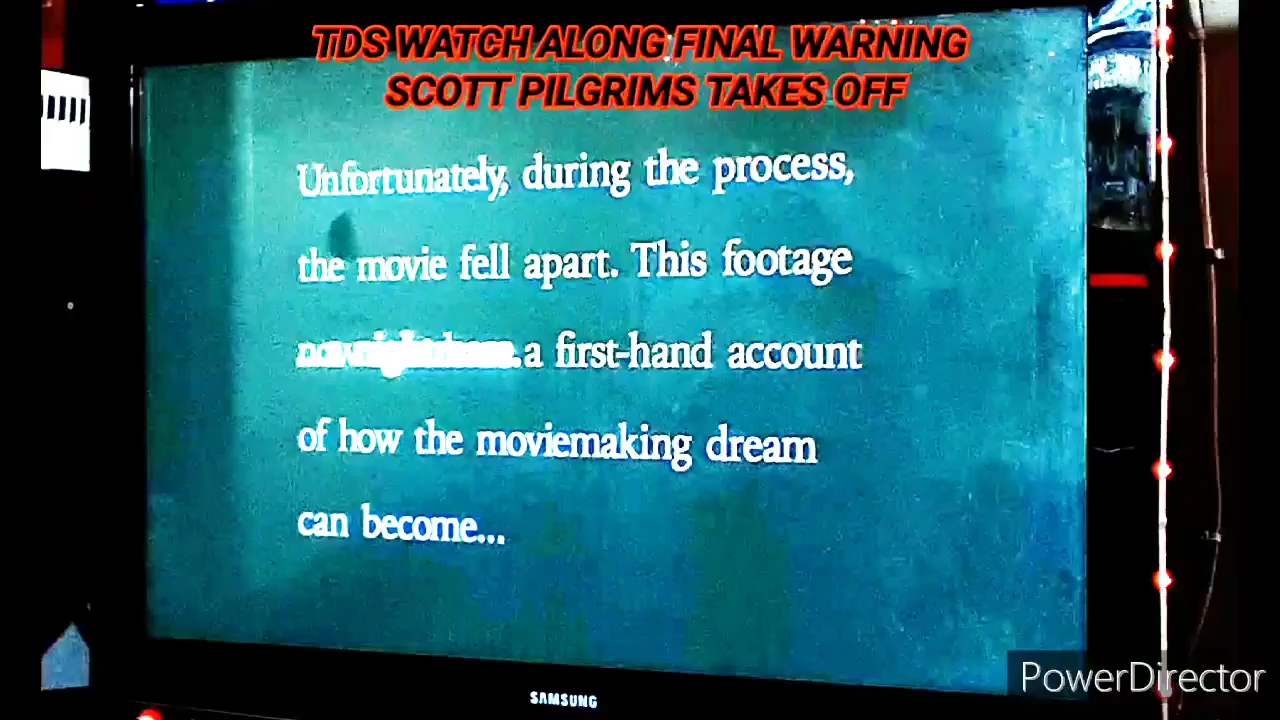 TDS WATCH ALONG FINAL WARNING
SCOTT PILGRIMS TAKES OFF
Unfortunately, during the process,
the movie fell apart. This footage
a first-hand account
of how the moviemaking dream
can become...
SAMSUNG
PowerDirector